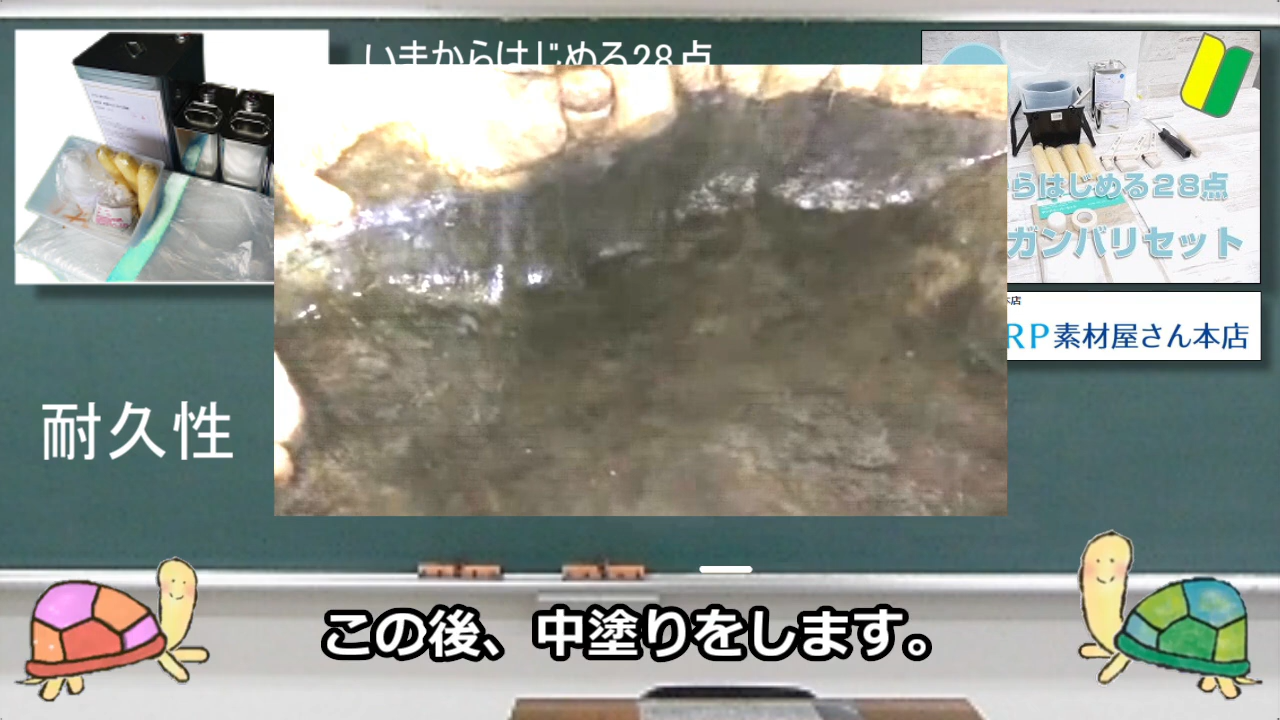 いまからはじめる28点
らはじめる28点
ガンバリセット
本店
RP素材屋さん本店
耐久性
この後、中塗りをします。